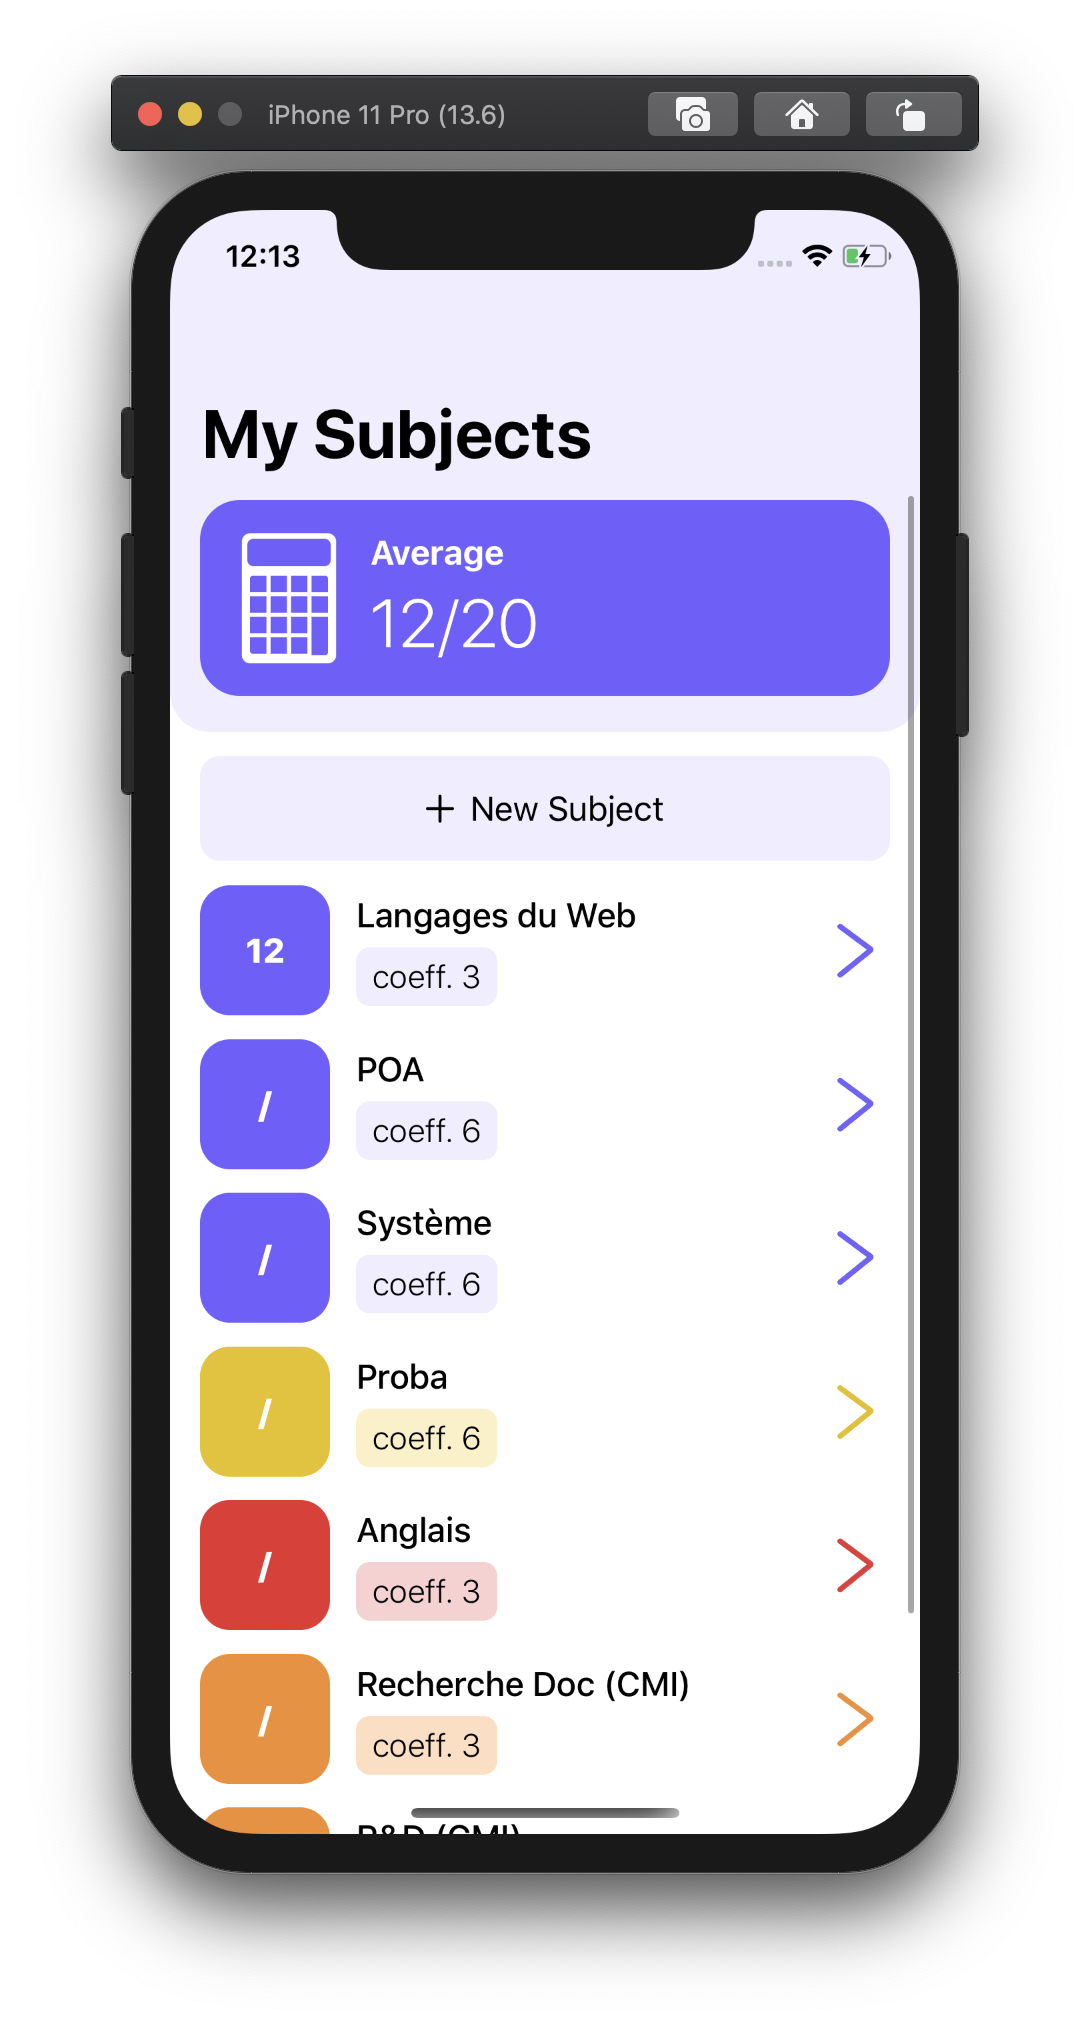 iPhone 11 Pro (13.6)
12:13
My Subjects
Average
12/20
+ New Subject
12
Langages du Web
coeff. 3
/
POA
coeff. 6
/
Système
coeff. 6
/
Proba
coeff. 6
/
Anglais
coeff. 3
/
Recherche Doc (CMI)
coeff. 3
R&D (CMI)